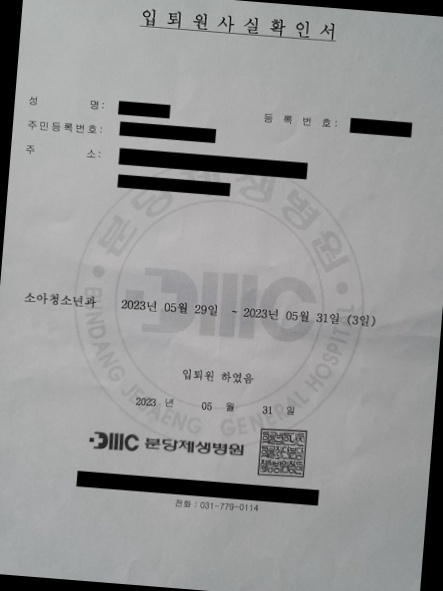 입퇴원사실확인서
성 명:
등 록 번 호:
주민등록번호:
주 소:
분당제생병원
DMC
BUNDANG JESAENG GENERAL HOSPITAL
소아청소년과 2023년 05월 29일 ~ 2023년 05월 31일 (3일)
입퇴원 하였음
2023 년 05 월 31 일
DMC 분당제생병원
전화 : 031-779-0114